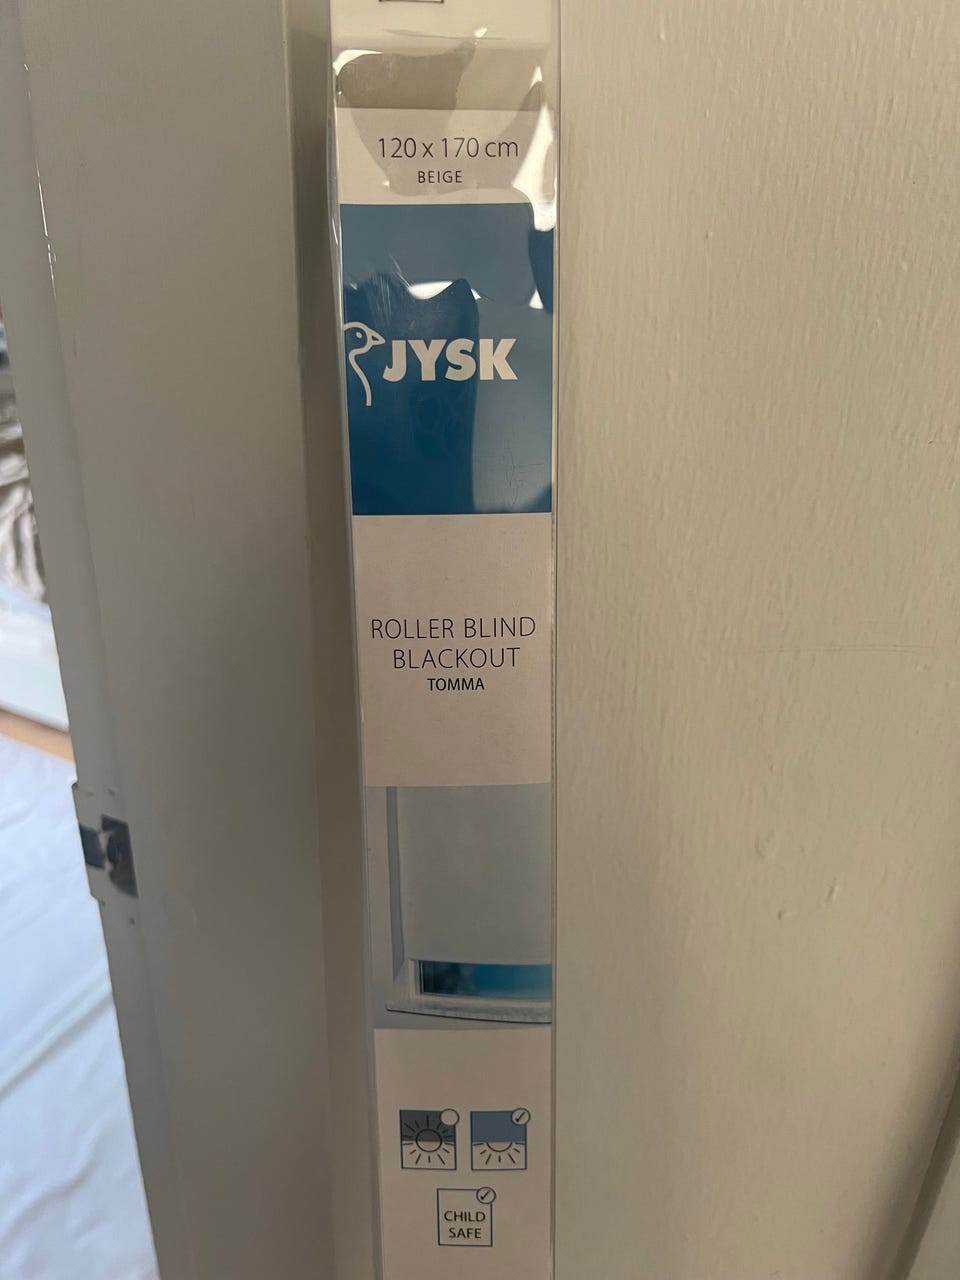 120 x 170 cm
BEIGE
JYSK
ROLLER BLIND
BLACKOUT
TOMMA
CHILD
SAFE